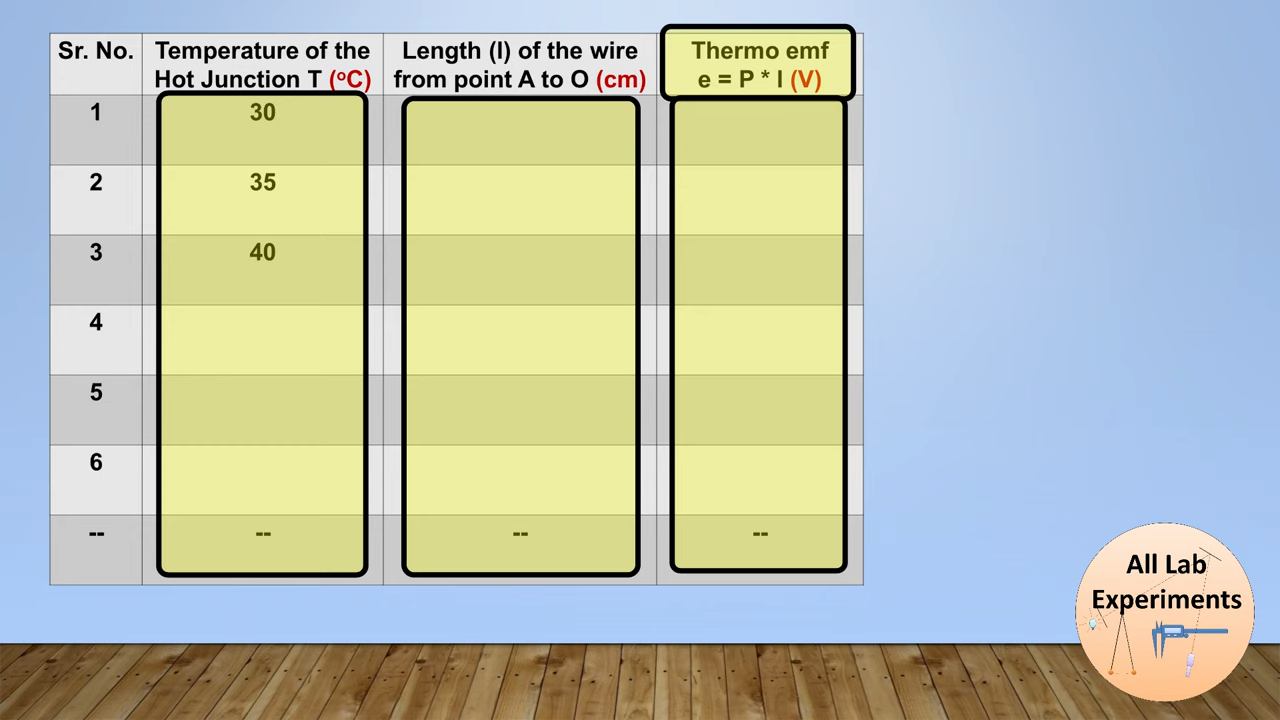 Sr. No. Temperature of the Hot Junction T (°C) Length (l) of the wire from point A to O (cm) Thermo emf e = P * l (V)
1 30
2 35
3 40
4
5
6
-- -- -- --
All Lab
Experiments